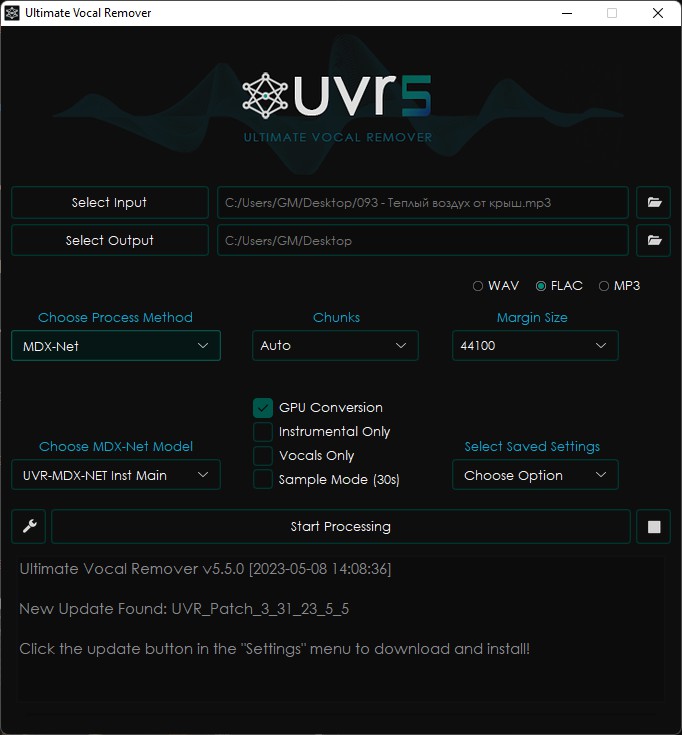 Ultimate Vocal Remover
uvr5
ULTIMATE VOCAL REMOVER
Select Input
C:/Users/GM/Desktop/093 - Теплый воздух от крыш.mp3
Select Output
C:/Users/GM/Desktop
WAV FLAC MP3
Choose Process Method Chunks Margin Size
MDX-Net Auto 44100
GPU Conversion
Instrumental Only
Vocals Only
Sample Mode (30s)
Choose MDX-Net Model
UVR-MDX-NET Inst Main
Select Saved Settings
Choose Option
Start Processing
Ultimate Vocal Remover v5.5.0 [2023-05-08 14:08:36]
New Update Found: UVR_Patch_3_31_23_5_5
Click the update button in the "Settings" menu to download and install!